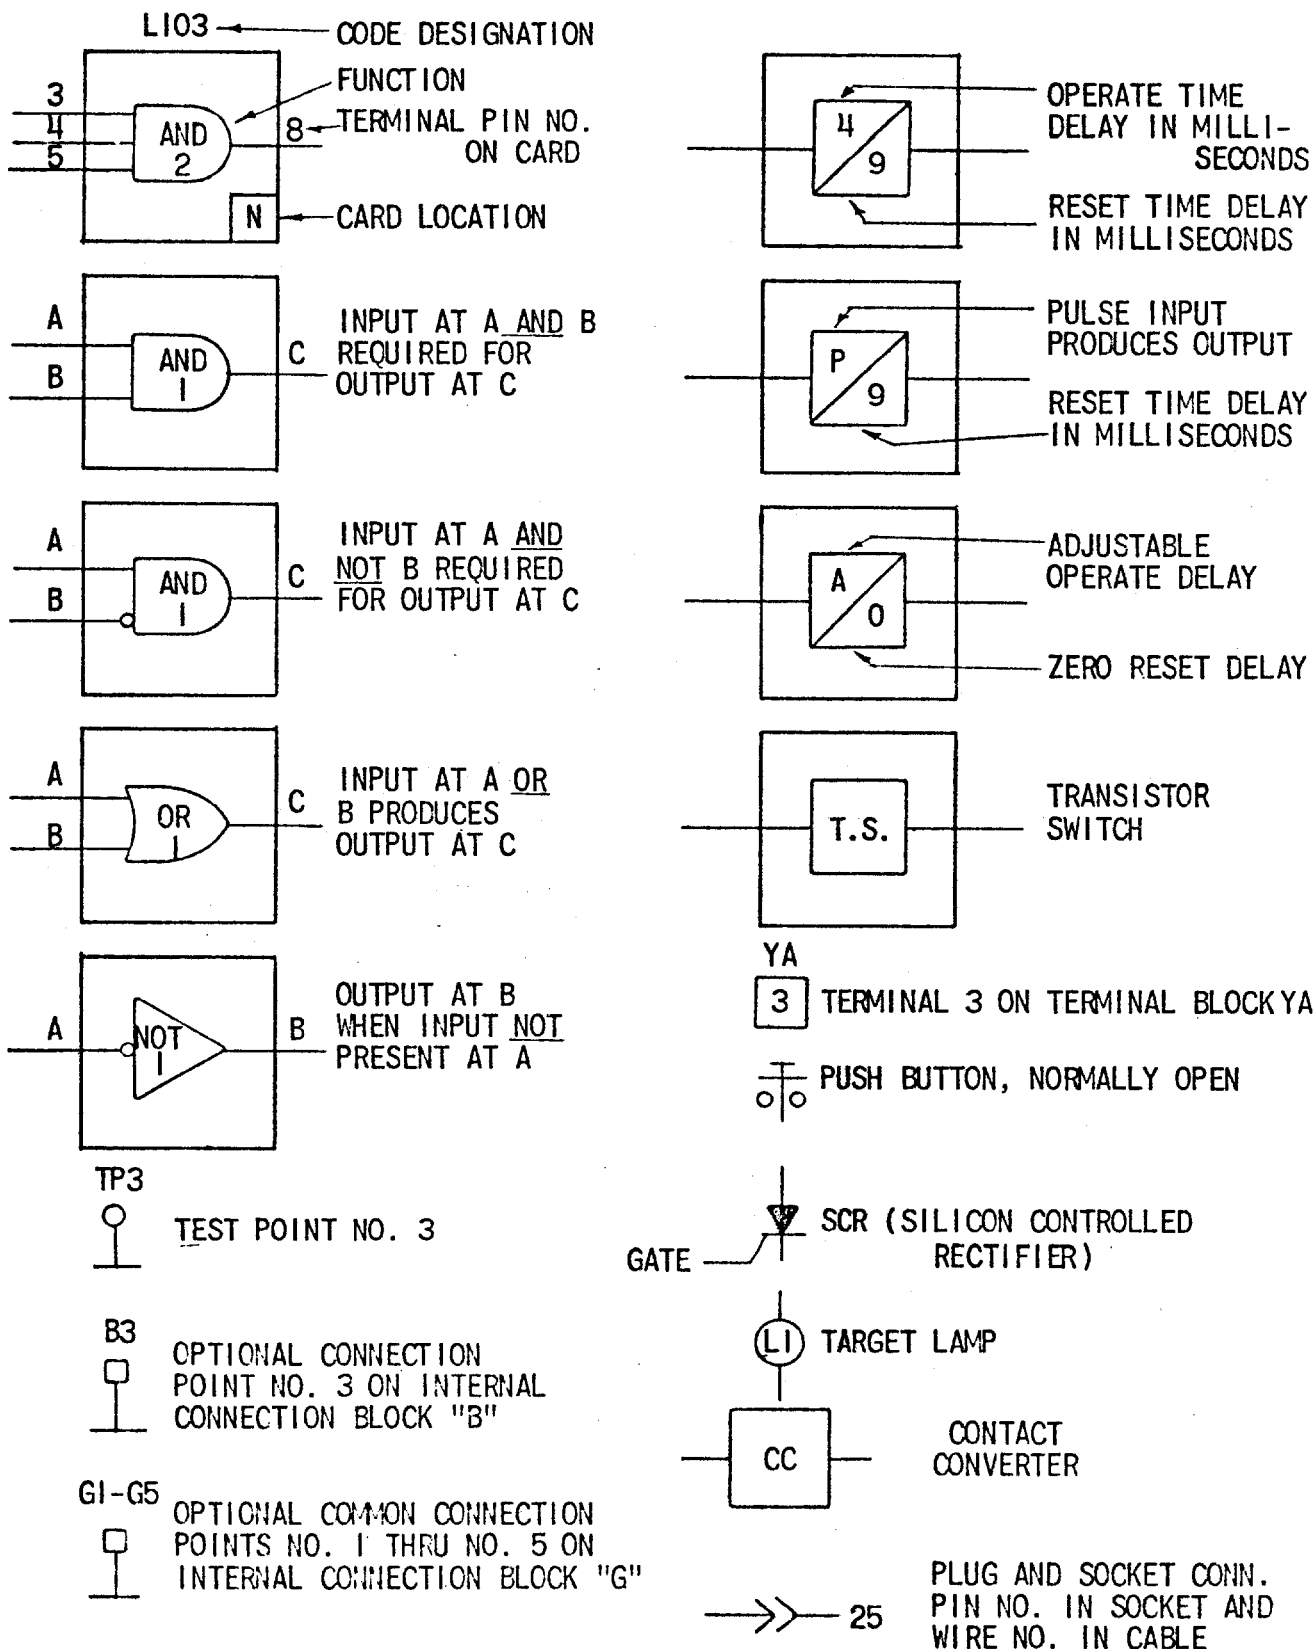 L103
CODE DESIGNATION
FUNCTION
3
4
5
AND
2
8
TERMINAL PIN NO.
ON CARD
N
CARD LOCATION
A
B
AND
1
C
INPUT AT A AND B
REQUIRED FOR
OUTPUT AT C
A
B
AND
1
C
INPUT AT A AND
NOT B REQUIRED
FOR OUTPUT AT C
A
B
OR
1
C
INPUT AT A OR
B PRODUCES
OUTPUT AT C
A
NOT
1
B
OUTPUT AT B
WHEN INPUT NOT
PRESENT AT A
TP3
TEST POINT NO. 3
B3
OPTIONAL CONNECTION
POINT NO. 3 ON INTERNAL
CONNECTION BLOCK "B"
G1-G5
OPTIONAL COMMON CONNECTION
POINTS NO. 1 THRU NO. 5 ON
INTERNAL CONNECTION BLOCK "G"
4
9
OPERATE TIME
DELAY IN MILLI-
SECONDS
RESET TIME DELAY
IN MILLISECONDS
P
9
PULSE INPUT
PRODUCES OUTPUT
RESET TIME DELAY
IN MILLISECONDS
A
0
ADJUSTABLE
OPERATE DELAY
ZERO RESET DELAY
T.S.
TRANSISTOR
SWITCH
YA
3 TERMINAL 3 ON TERMINAL BLOCK YA
PUSH BUTTON, NORMALLY OPEN
SCR (SILICON CONTROLLED
RECTIFIER)
GATE
L1 TARGET LAMP
CC
CONTACT
CONVERTER
25
PLUG AND SOCKET CONN.
PIN NO. IN SOCKET AND
WIRE NO. IN CABLE